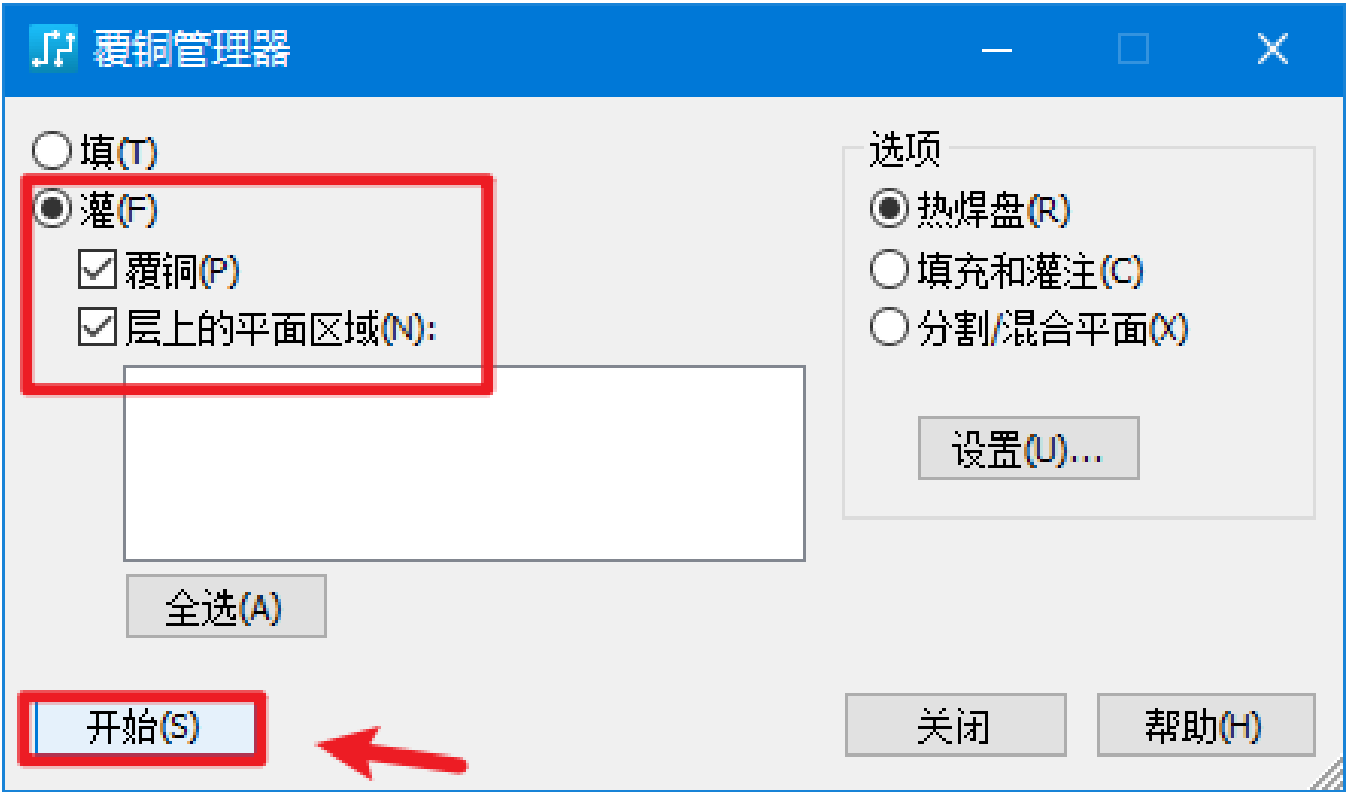 覆铜管理器
填(T)
灌(F)
覆铜(P)
层上的平面区域(N):
全选(A)
选项
热焊盘(R)
填充和灌注(C)
分割/混合平面(X)
设置(U)...
开始(S)
关闭
帮助(H)